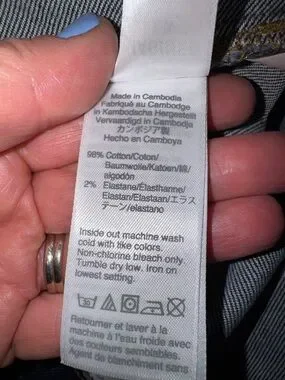 Made in Cambodia
Fabriqué au Cambodge
in Kambodscha Hergestellt
Vervaardigd in Cambodja
カンボジア製
Hecho en Camboya
98% Cotton/Coton/
Baumwolle/Katoen/綿/
algodón
2% Elastane/Élasthanne/
Elastan/Elastaan/エラス
テーン/elastano
Inside out machine wash
cold with like colors.
Non-chlorine bleach only
Tumble dry low. Iron on
lowest setting.
Retourner et laver à la
machine à l'eau froide avec
des couleurs semblables.
Agent de blanchiment sans